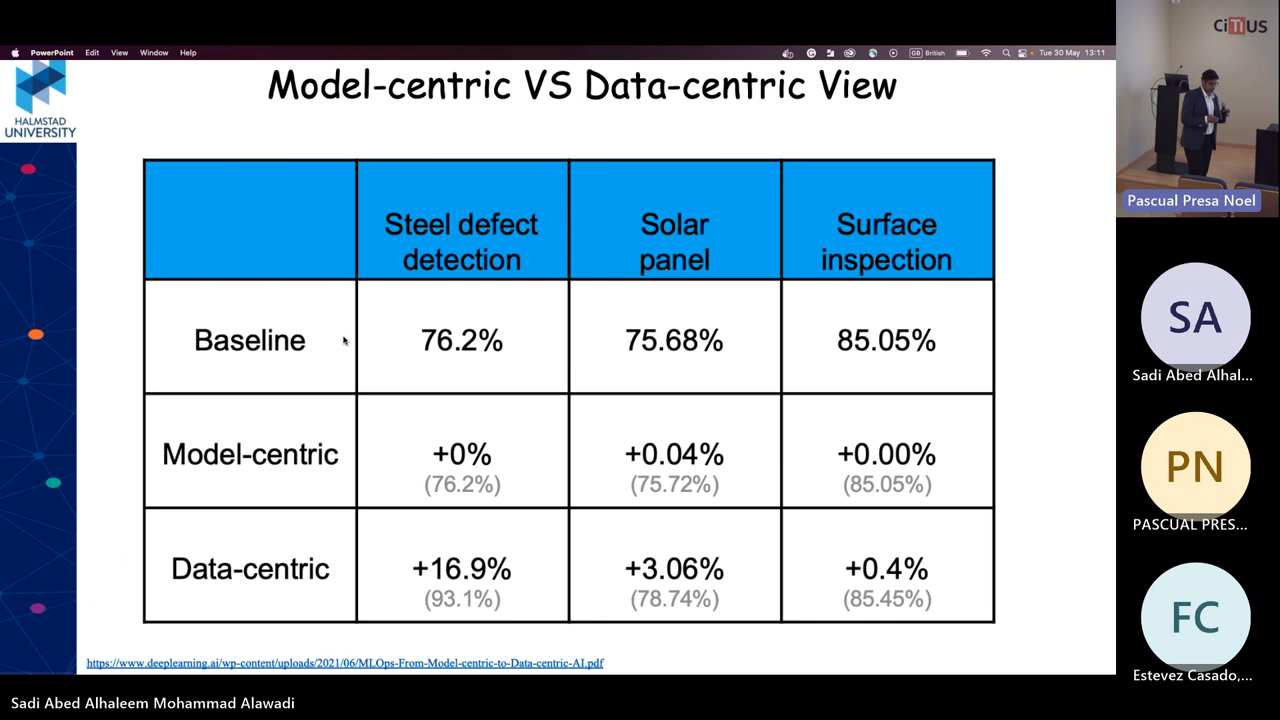 PowerPoint Edit View Window Help
British Tue 30 May 13:11
HALMSTAD
UNIVERSITY
Model-centric VS Data-centric View
Steel defect
detection
Solar
panel
Surface
inspection
Baseline
76.2%
75.68%
85.05%
Model-centric
+0%
(76.2%)
+0.04%
(75.72%)
+0.00%
(85.05%)
Data-centric
+16.9%
(93.1%)
+3.06%
(78.74%)
+0.4%
(85.45%)
https://www.deeplearning.ai/wp-content/uploads/2021/06/MLOps-From-Model-centric-to-Data-centric-AI.pdf
Sadi Abed Alhaleem Mohammad Alawadi
CiTIUS
Pascual Presa Noel
SA
Sadi Abed Alhal...
PN
PASCUAL PRES...
FC
Estevez Casado,...